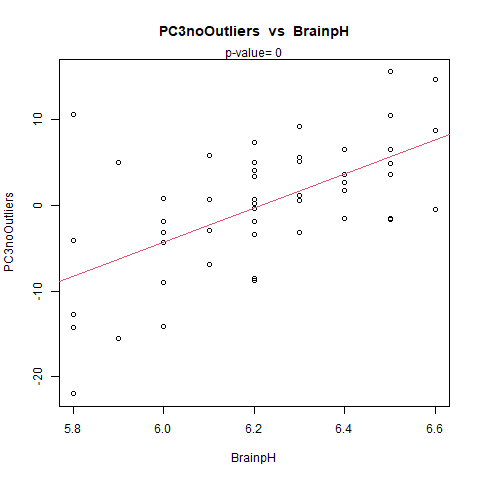 PC3noOutliers vs BrainpH
p-value= 0
10
0
-10
-20
PC3noOutliers
5.8 6.0 6.2 6.4 6.6
BrainpH